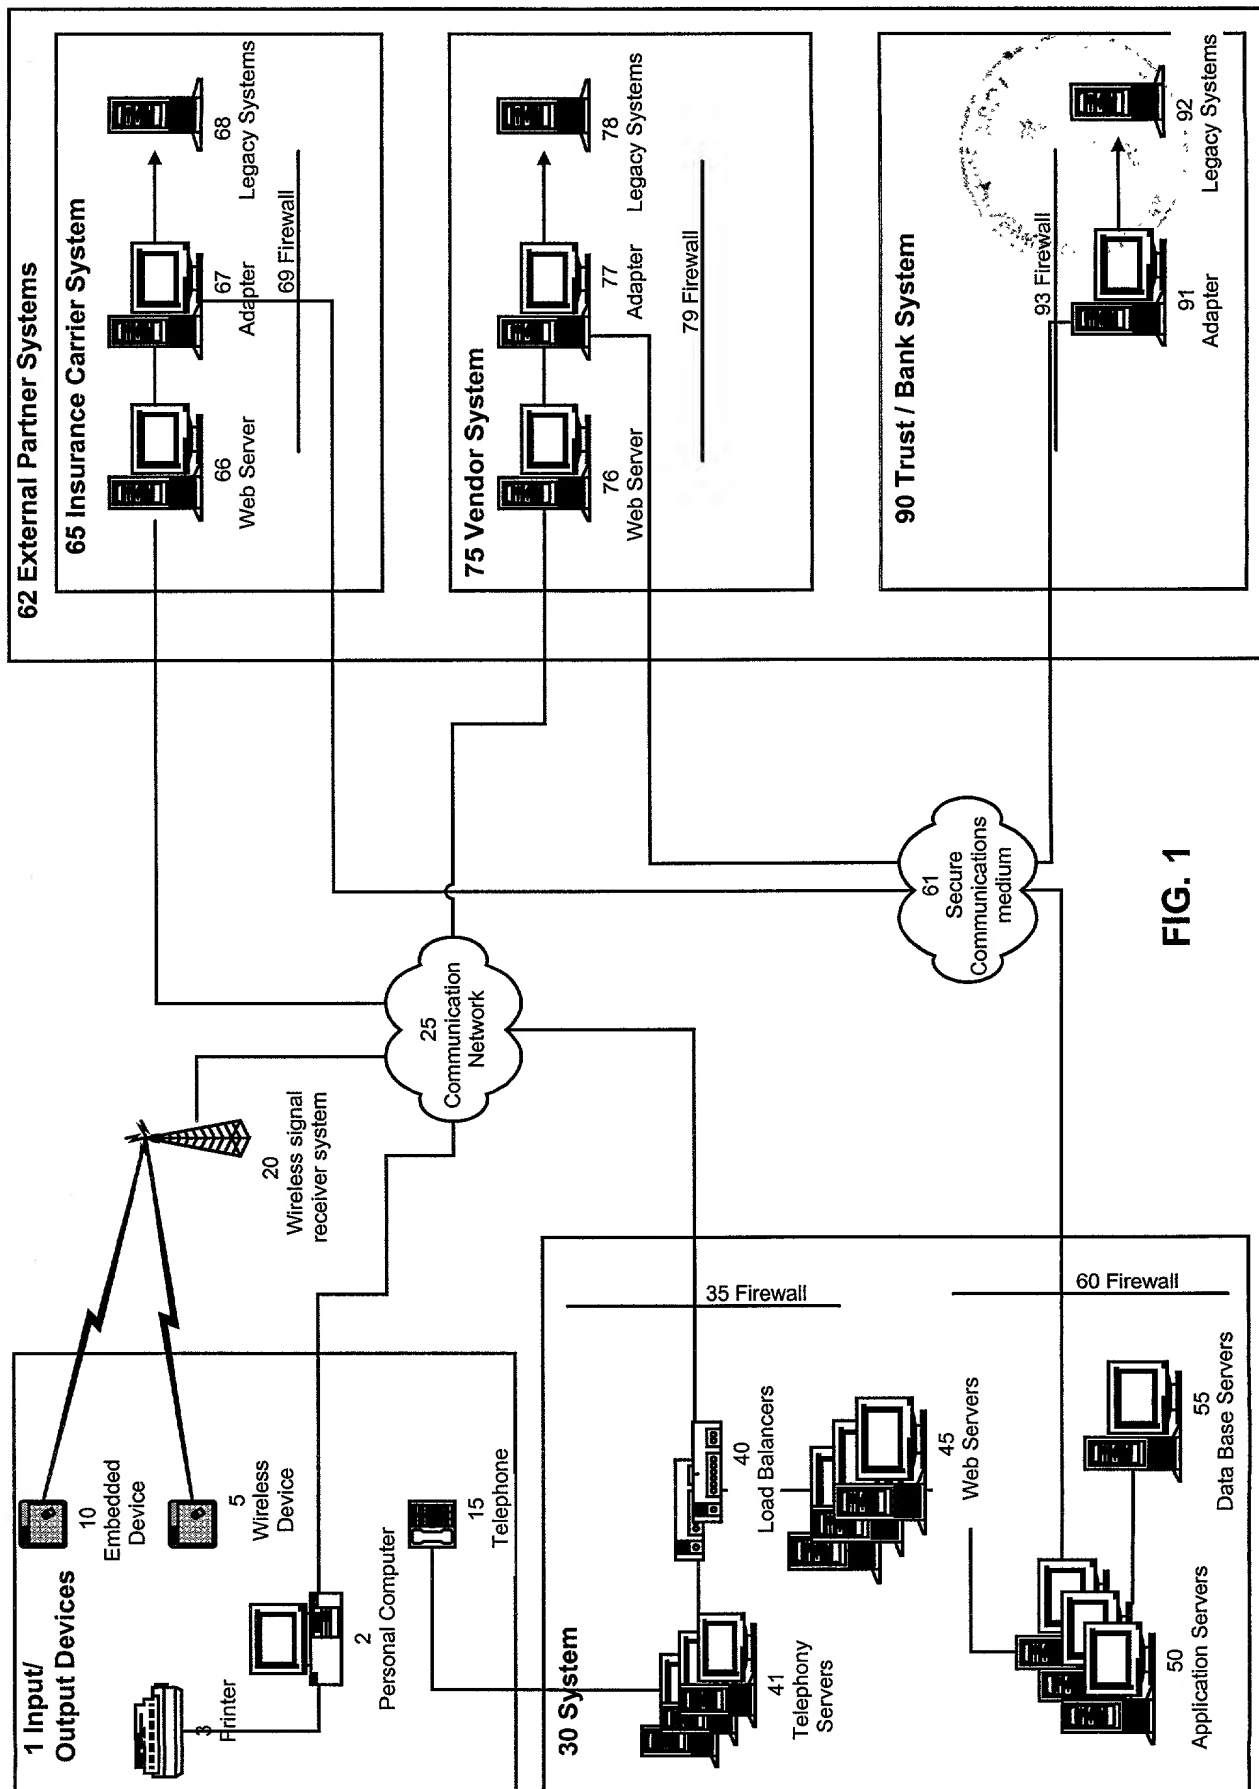 1 Input/
Output Devices
10
Embedded
Device
5
Wireless
Device
3
Printer
2
Personal Computer
15
Telephone
20
Wireless signal
receiver system
25
Communication
Network
30 System
35 Firewall
40
Load Balancers
41
Telephony
Servers
45
Web Servers
50
Application Servers
55
Data Base Servers
60 Firewall
61
Secure
Communications
medium
62 External Partner Systems
65 Insurance Carrier System
66
Web Server
67
Adapter
68
Legacy Systems
69 Firewall
75 Vendor System
76
Web Server
77
Adapter
78
Legacy Systems
79 Firewall
90 Trust / Bank System
91
Adapter
92
Legacy Systems
93 Firewall
FIG. 1